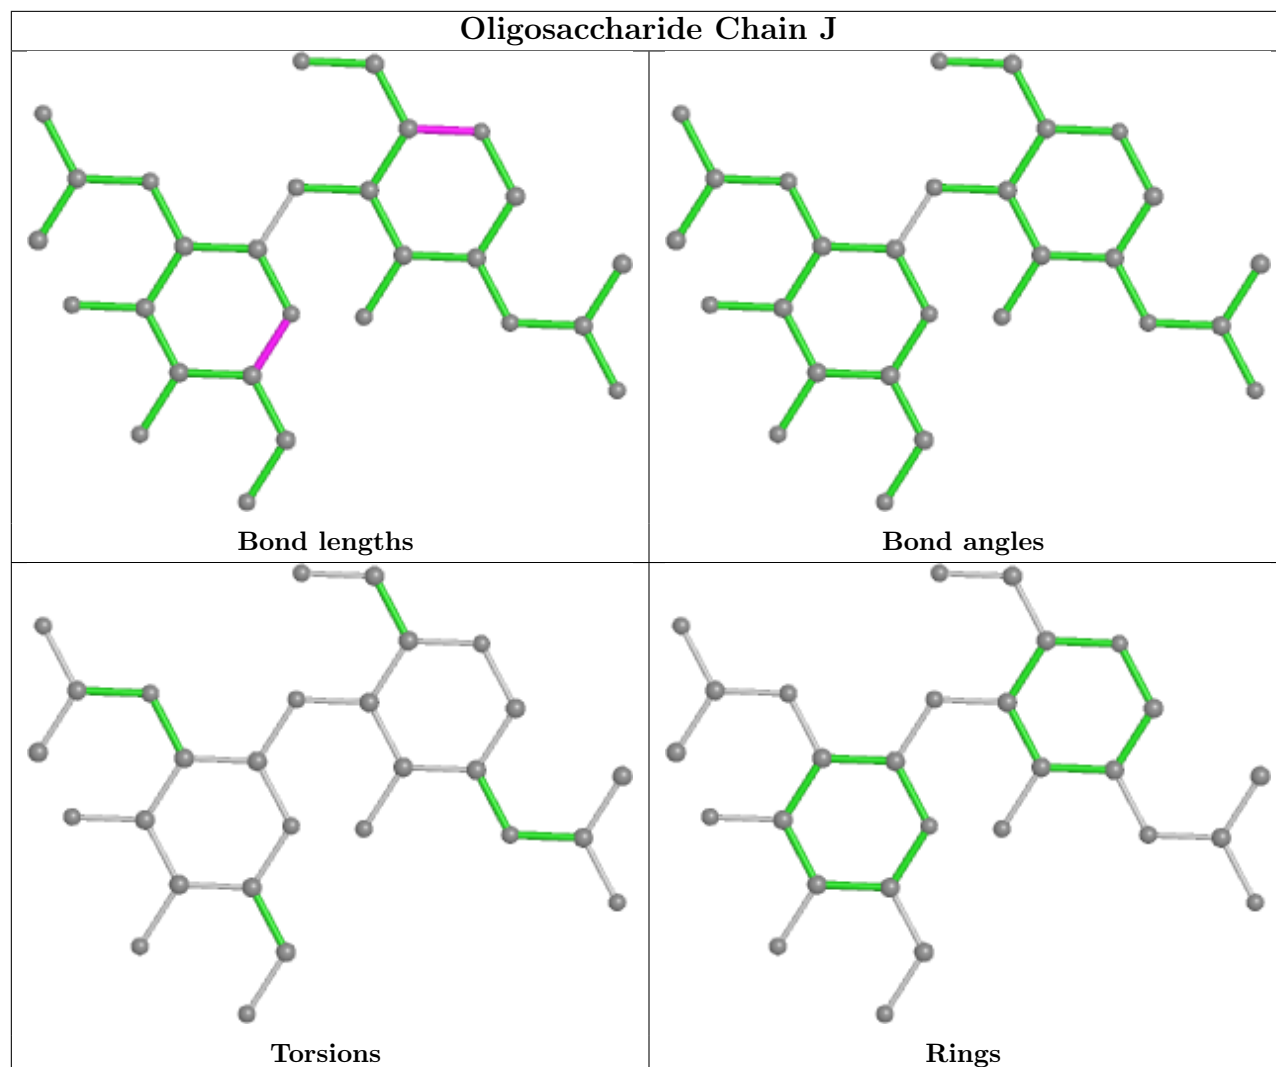 Oligosaccharide Chain J
Bond lengths
Bond angles
Torsions
Rings